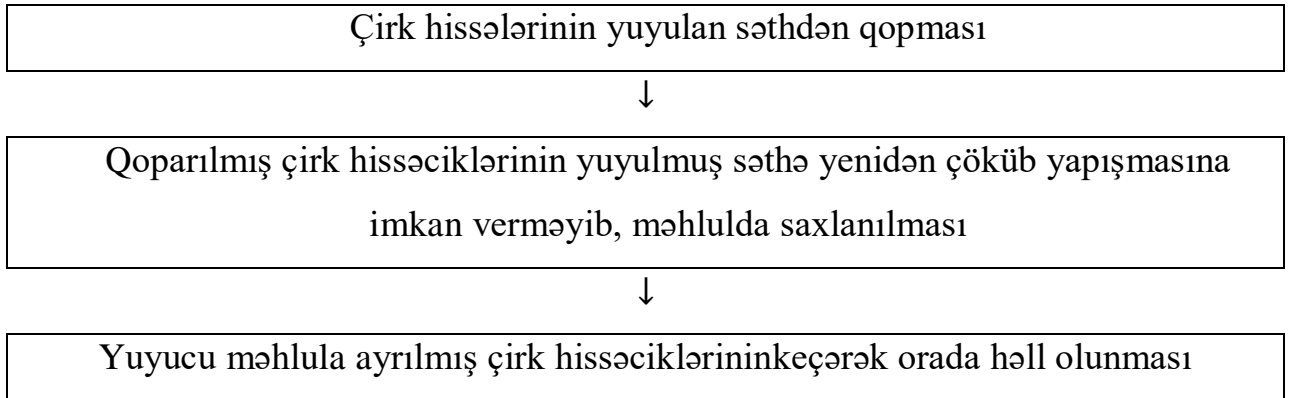 Çirk hissələrinin yuyulan səthdən qopması
↓
Qoparılmış çirk hissəciklərinin yuyulmuş səthə yenidən çöküb yapışmasına
imkan verməyib, məhlulda saxlanılması
↓
Yuyucu məhlula ayrılmış çirk hissəciklərininkeçərək orada həll olunması